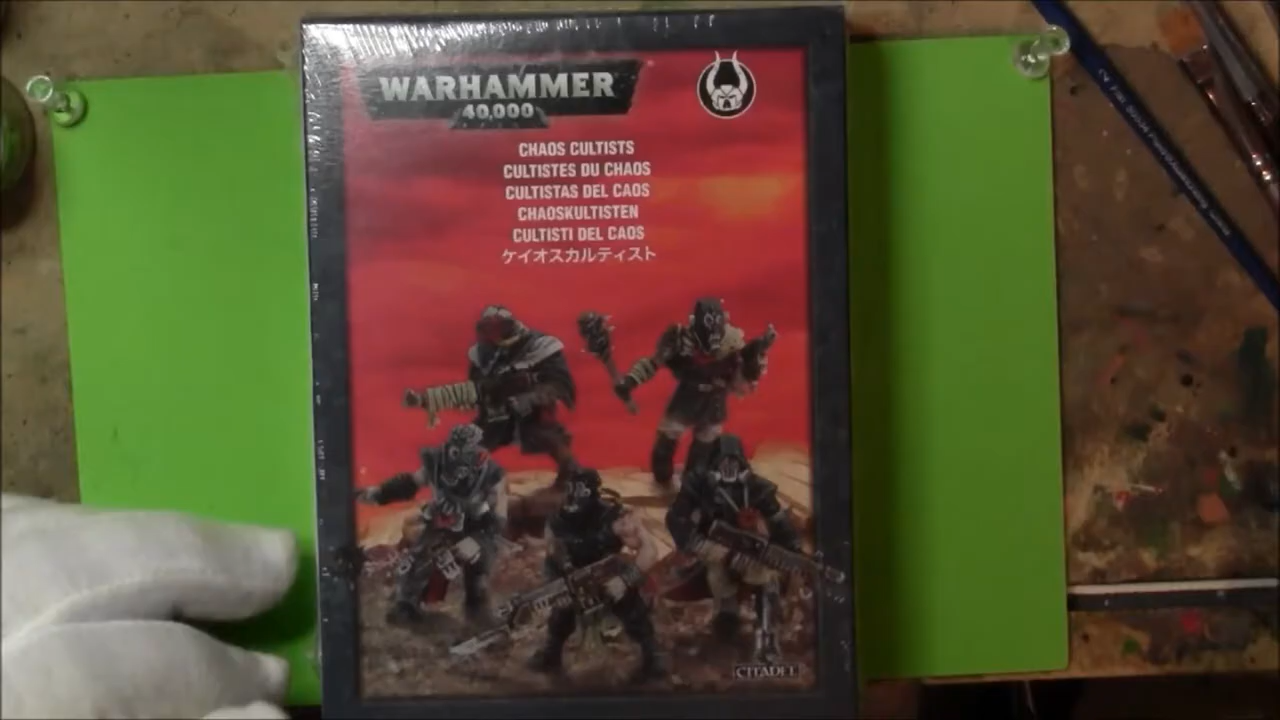 WARHAMMER
40,000
CHAOS CULTISTS
CULTISTES DU CHAOS
CULTISTAS DEL CAOS
CHAOSKULTISTEN
CULTISTI DEL CAOS
ケイオスカルティスト
CITADEL